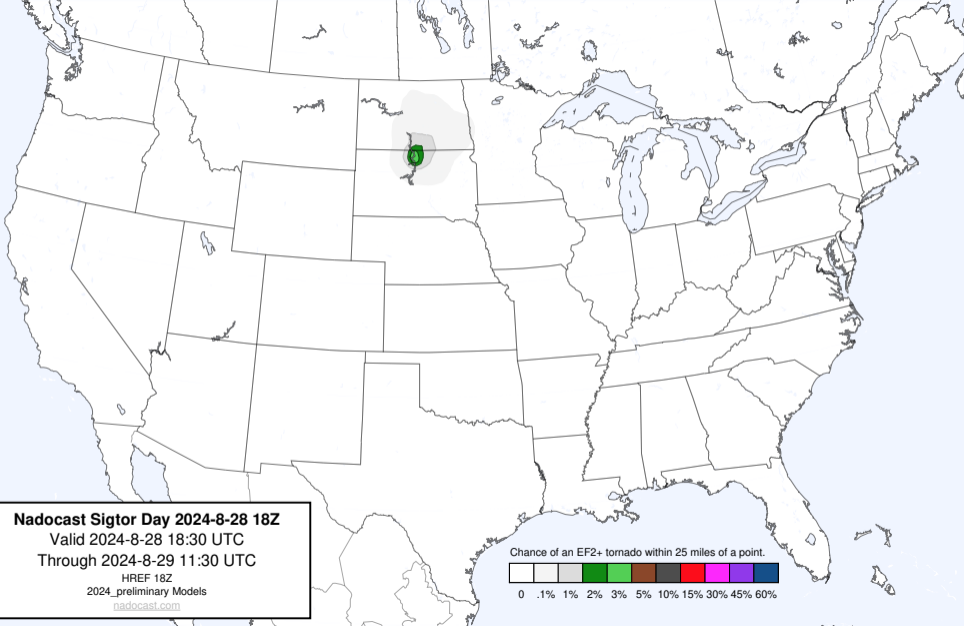 Nadocast Sigtor Day 2024-8-28 18Z
Valid 2024-8-28 18:30 UTC
Through 2024-8-29 11:30 UTC
HREF 18Z
2024_preliminary Models
nadocast.com
Chance of an EF2+ tornado within 25 miles of a point.
0 .1% 1% 2% 3% 5% 10% 15% 30% 45% 60%